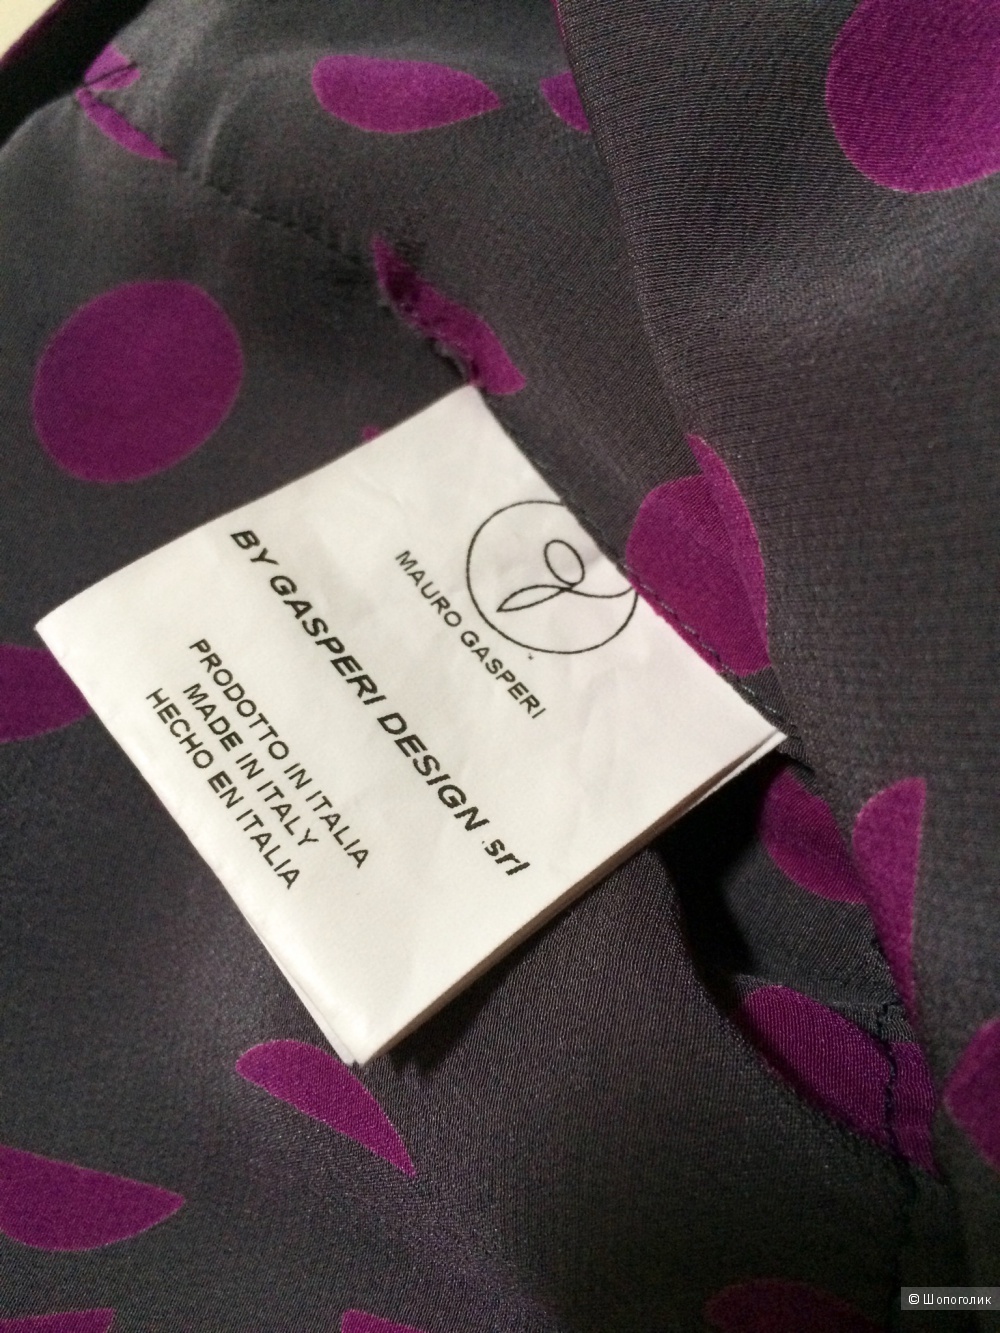 MAURO GASPERI
BY GASPERI DESIGN srl
PRODOTTO IN ITALIA
MADE IN ITALY
HECHO EN ITALIA
© Шопоголик